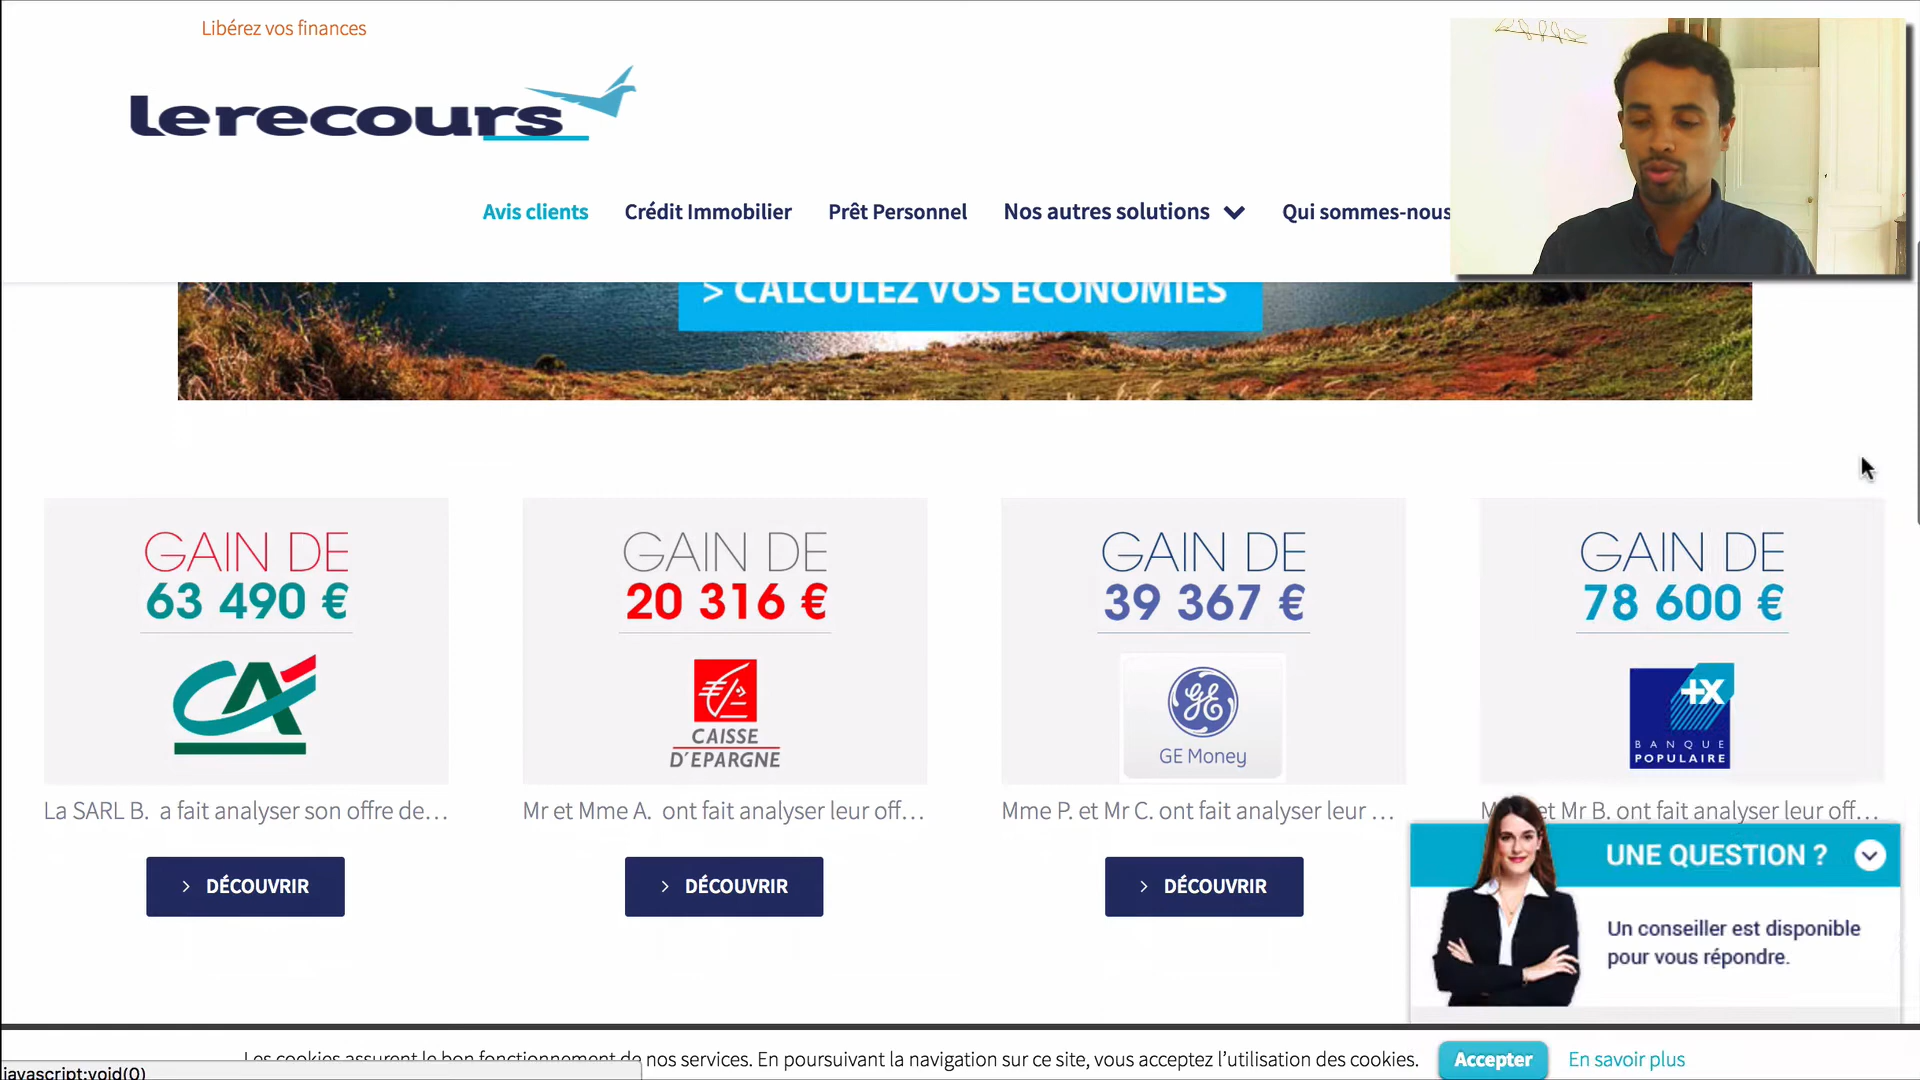 Libérez vos finances
lerecours
Avis clients
Crédit Immobilier
Prêt Personnel
Nos autres solutions
Qui sommes-nous
> CALCULEZ VOS ÉCONOMIES
GAIN DE
63 490 €
CA
La SARL B. a fait analyser son offre de…
> DÉCOUVRIR
GAIN DE
20 316 €
CAISSE
D'EPARGNE
Mr et Mme A. ont fait analyser leur off…
> DÉCOUVRIR
GAIN DE
39 367 €
GE
GE Money
Mme P. et Mr C. ont fait analyser leur …
> DÉCOUVRIR
GAIN DE
78 600 €
+X
BANQUE
POPULAIRE
et Mr B. ont fait analyser leur off…
UNE QUESTION ?
Un conseiller est disponible
pour vous répondre.
Les cookies assurent le bon fonctionnement de nos services. En poursuivant la navigation sur ce site, vous acceptez l'utilisation des cookies.
Accepter
En savoir plus
javascript:void(0)